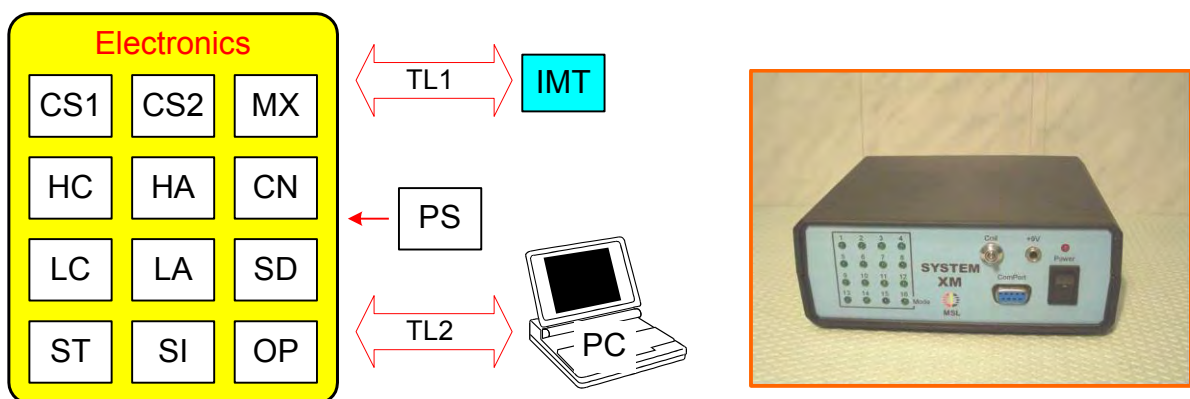 Electronics
CS1 CS2 MX
HC HA CN
LC LA SD
ST SI OP
TL1
IMT
PS
TL2
PC
1 2 3 4
5 6 7 8
9 10 11 12
13 14 15 16
Mode
SYSTEM
XM
MSL
Coil
+9V
Power
ComPort